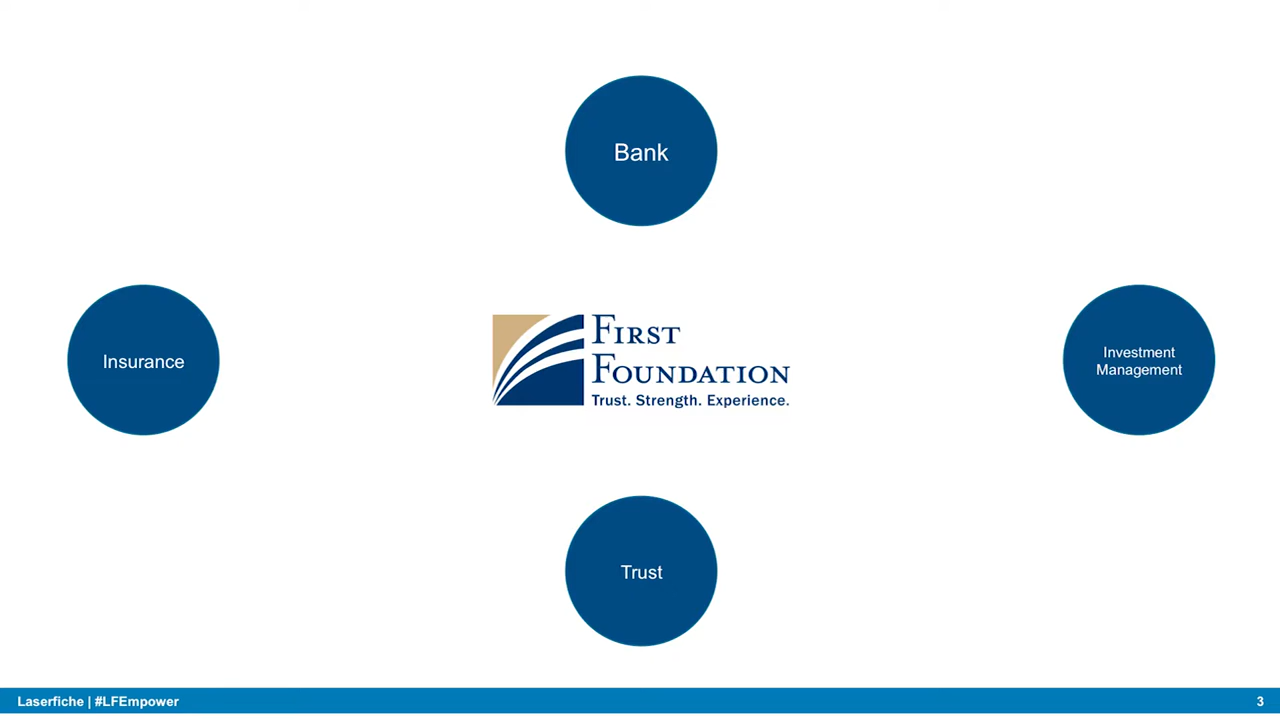 Bank
Insurance
FIRST
FOUNDATION
Trust. Strength. Experience.
Investment
Management
Trust
Laserfiche | #LFEmpower
3